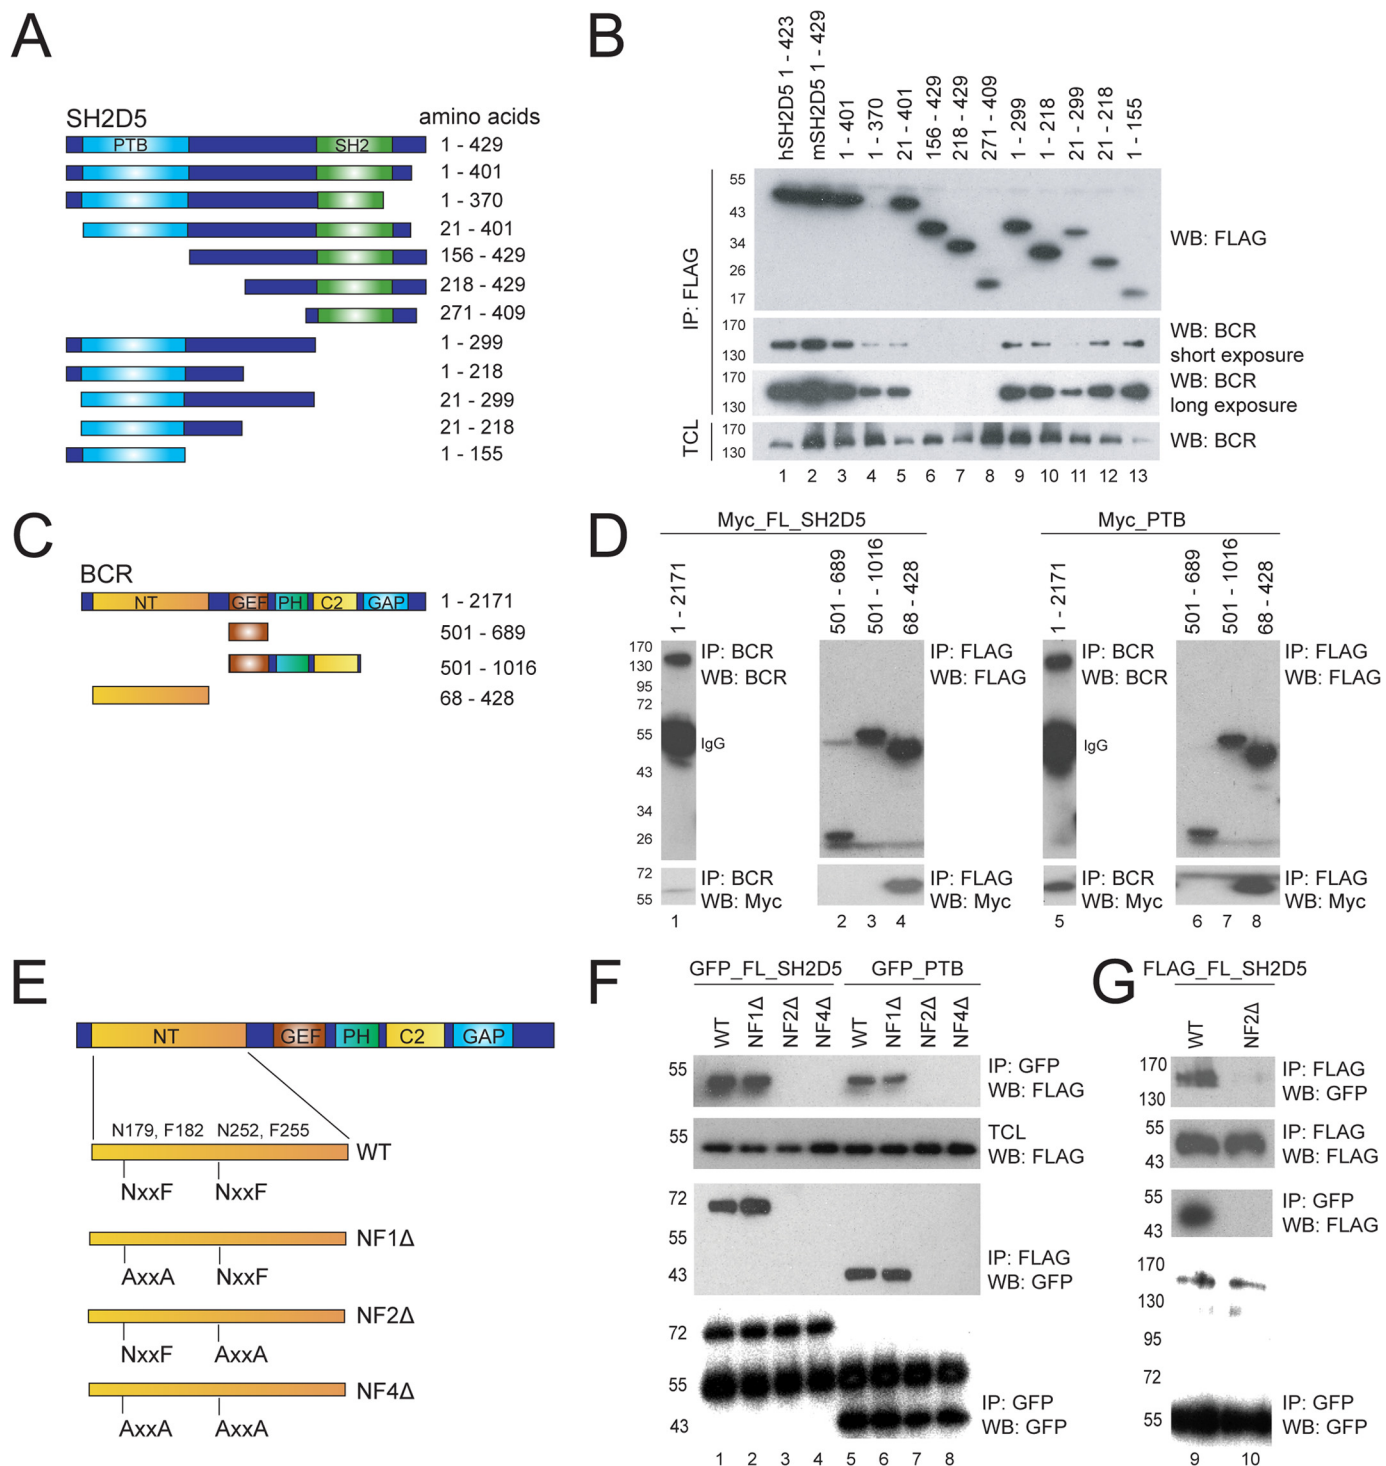 A
SH2D5
amino acids
PTB
SH2
1 - 429
1 - 401
1 - 370
21 - 401
156 - 429
218 - 429
271 - 409
1 - 299
1 - 218
21 - 299
21 - 218
1 - 155
B
hSH2D5 1 - 423
mSH2D5 1 - 429
1 - 401
1 - 370
21 - 401
156 - 429
218 - 429
271 - 409
1 - 299
1 - 218
21 - 299
21 - 218
1 - 155
IP: FLAG
55
43
34
26
17
WB: FLAG
170
130
WB: BCR
short exposure
170
130
WB: BCR
long exposure
TCL
170
130
WB: BCR
1 2 3 4 5 6 7 8 9 10 11 12 13
C
BCR
NT GEF PH C2 GAP
1 - 2171
501 - 689
501 - 1016
68 - 428
D
Myc_FL_SH2D5
Myc_PTB
1 - 2171
501 - 689
501 - 1016
68 - 428
1 - 2171
501 - 689
501 - 1016
68 - 428
170
130
95
72
55
43
34
26
72
55
IP: BCR
WB: BCR
IgG
IP: BCR
WB: Myc
IP: FLAG
WB: FLAG
IP: FLAG
WB: Myc
IP: BCR
WB: BCR
IgG
IP: BCR
WB: Myc
IP: FLAG
WB: FLAG
IP: FLAG
WB: Myc
1 2 3 4 5 6 7 8
E
NT GEF PH C2 GAP
N179, F182 N252, F255
WT
NxxF NxxF
NF1Δ
AxxA NxxF
NF2Δ
NxxF AxxA
NF4Δ
AxxA AxxA
F
GFP_FL_SH2D5
GFP_PTB
WT
NF1Δ
NF2Δ
NF4Δ
WT
NF1Δ
NF2Δ
NF4Δ
55
IP: GFP
WB: FLAG
55
TCL
WB: FLAG
72
55
43
IP: FLAG
WB: GFP
72
55
43
IP: GFP
WB: GFP
1 2 3 4 5 6 7 8
G
FLAG_FL_SH2D5
WT
NF2Δ
170
130
IP: FLAG
WB: GFP
55
43
IP: FLAG
WB: FLAG
55
43
IP: GFP
WB: FLAG
170
130
95
72
55
IP: GFP
WB: GFP
9 10